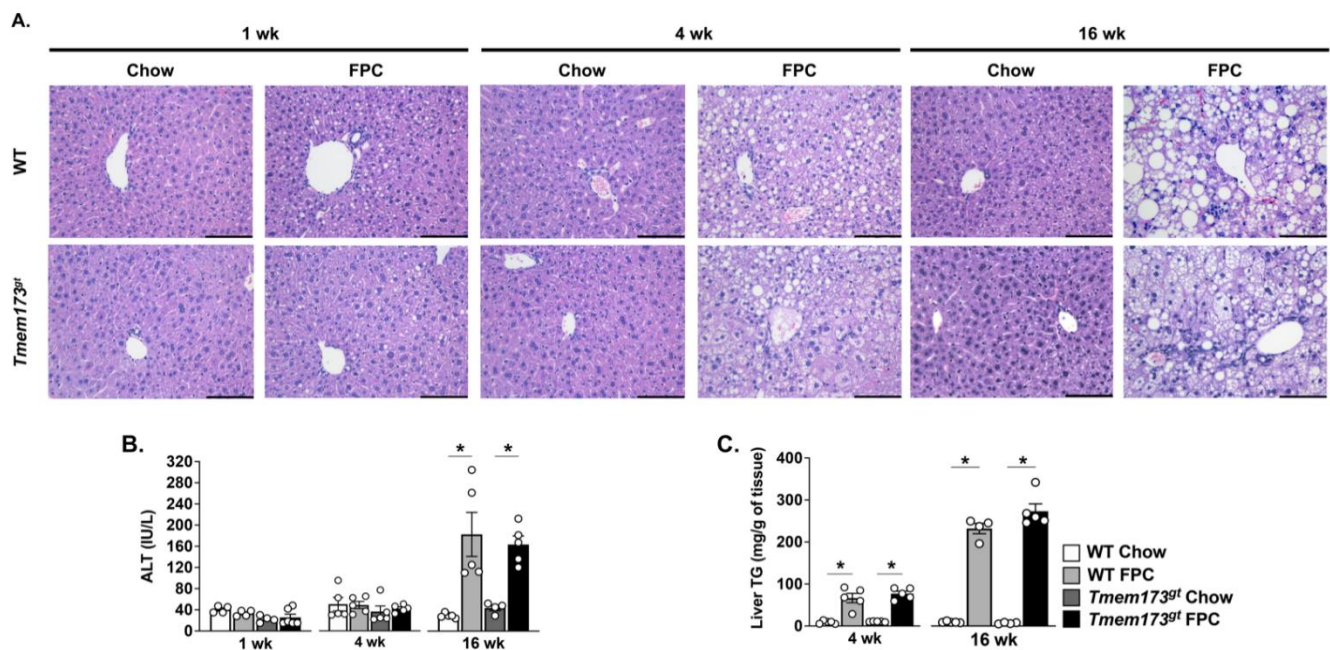 A.
1 wk 4 wk 16 wk
Chow FPC Chow FPC Chow FPC
WT
Tmem173gt
B.
ALT (IU/L)
320
280
240
200
160
120
80
40
0
* *
1 wk 4 wk 16 wk
C.
Liver TG (mg/g of tissue)
400
300
200
100
0
* * * *
4 wk 16 wk
WT Chow
WT FPC
Tmem173gt Chow
Tmem173gt FPC